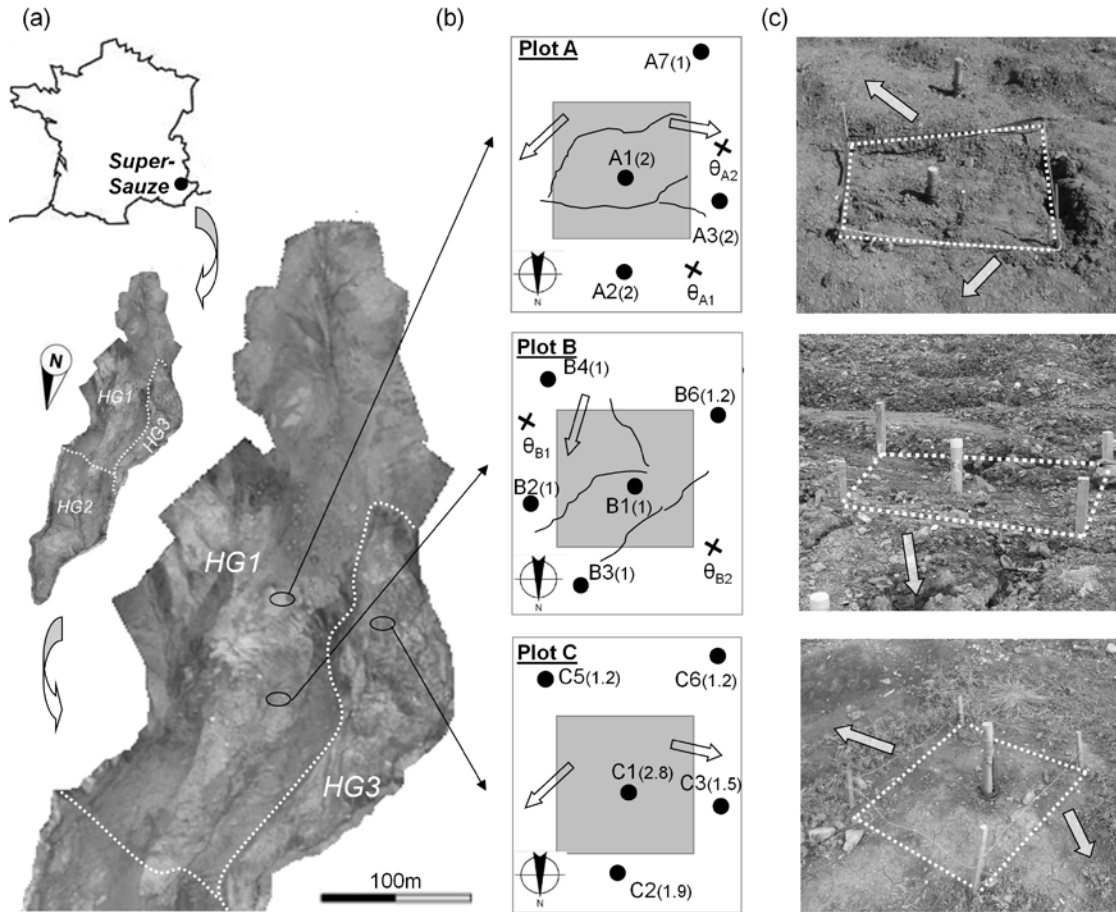 (a)
(b)
(c)
Super-
Sauze
N
HG1
HG3
HG2
HG1
HG3
100m
Plot A
A7(1)
A1(2)
θA2
A3(2)
A2(2)
θA1
N
Plot B
B4(1)
B6(1.2)
θB1
B2(1)
B1(1)
B3(1)
θB2
N
Plot C
C5(1.2)
C6(1.2)
C1(2.8)
C3(1.5)
C2(1.9)
N